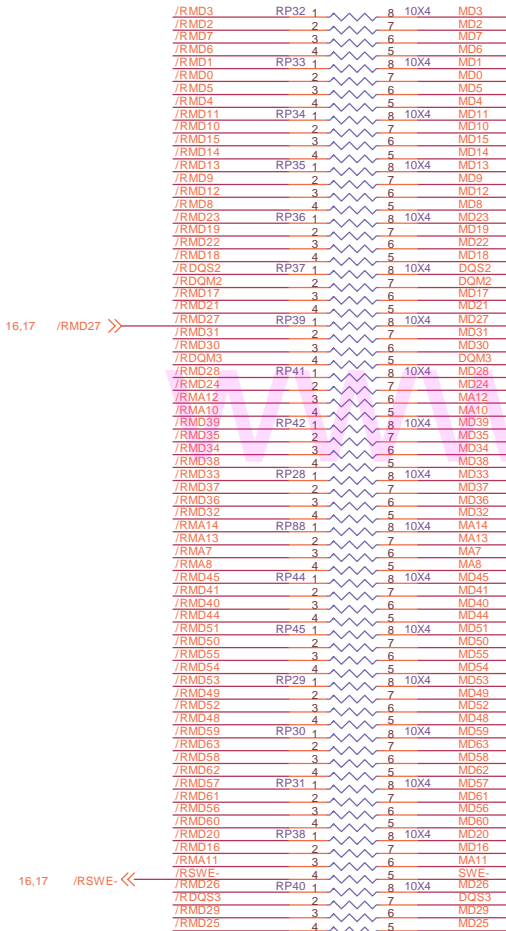 /RMD3 RP32 1 8 10X4 MD3
/RMD2 2 7 MD2
/RMD7 3 6 MD7
/RMD6 4 5 MD6
/RMD1 RP33 1 8 10X4 MD1
/RMD0 2 7 MD0
/RMD5 3 6 MD5
/RMD4 4 5 MD4
/RMD11 RP34 1 8 10X4 MD11
/RMD10 2 7 MD10
/RMD15 3 6 MD15
/RMD14 4 5 MD14
/RMD13 RP35 1 8 10X4 MD13
/RMD9 2 7 MD9
/RMD12 3 6 MD12
/RMD8 4 5 MD8
/RMD23 RP36 1 8 10X4 MD23
/RMD19 2 7 MD19
/RMD22 3 6 MD22
/RMD18 4 5 MD18
/RDQS2 RP37 1 8 10X4 DQS2
/RDQM2 2 7 DQM2
/RMD17 3 6 MD17
/RMD21 4 5 MD21
16,17 /RMD27 /RMD27 RP39 1 8 10X4 MD27
/RMD31 2 7 MD31
/RMD30 3 6 MD30
/RDQM3 4 5 DQM3
/RMD28 RP41 1 8 10X4 MD28
/RMD24 2 7 MD24
/RMA12 3 6 MA12
/RMA10 4 5 MA10
/RMD39 RP42 1 8 10X4 MD39
/RMD35 2 7 MD35
/RMD34 3 6 MD34
/RMD38 4 5 MD38
/RMD33 RP28 1 8 10X4 MD33
/RMD37 2 7 MD37
/RMD36 3 6 MD36
/RMD32 4 5 MD32
/RMA14 RP88 1 8 10X4 MA14
/RMA13 2 7 MA13
/RMA7 3 6 MA7
/RMA8 4 5 MA8
/RMD45 RP44 1 8 10X4 MD45
/RMD41 2 7 MD41
/RMD40 3 6 MD40
/RMD44 4 5 MD44
/RMD51 RP45 1 8 10X4 MD51
/RMD50 2 7 MD50
/RMD55 3 6 MD55
/RMD54 4 5 MD54
/RMD53 RP29 1 8 10X4 MD53
/RMD49 2 7 MD49
/RMD52 3 6 MD52
/RMD48 4 5 MD48
/RMD59 RP30 1 8 10X4 MD59
/RMD63 2 7 MD63
/RMD58 3 6 MD58
/RMD62 4 5 MD62
/RMD57 RP31 1 8 10X4 MD57
/RMD61 2 7 MD61
/RMD56 3 6 MD56
/RMD60 4 5 MD60
/RMD20 RP38 1 8 10X4 MD20
/RMD16 2 7 MD16
/RMA11 3 6 MA11
16,17 /RSWE- /RSWE- 4 5 SWE-
/RMD26 RP40 1 8 10X4 MD26
/RDQS3 2 7 DQS3
/RMD29 3 6 MD29
/RMD25 4 5 MD25